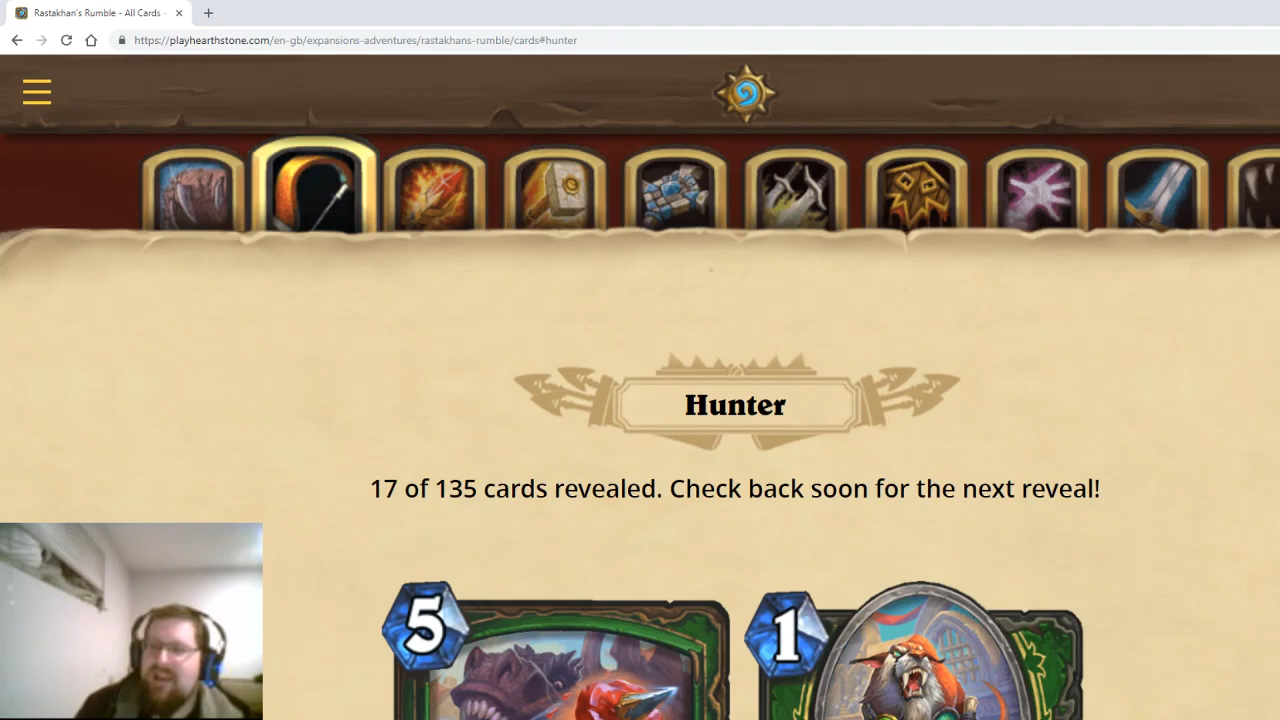 Rastakhan's Rumble - All Cards -
https://playhearthstone.com/en-gb/expansions-adventures/rastakhans-rumble/cards#hunter
Hunter
17 of 135 cards revealed. Check back soon for the next reveal!
5
1